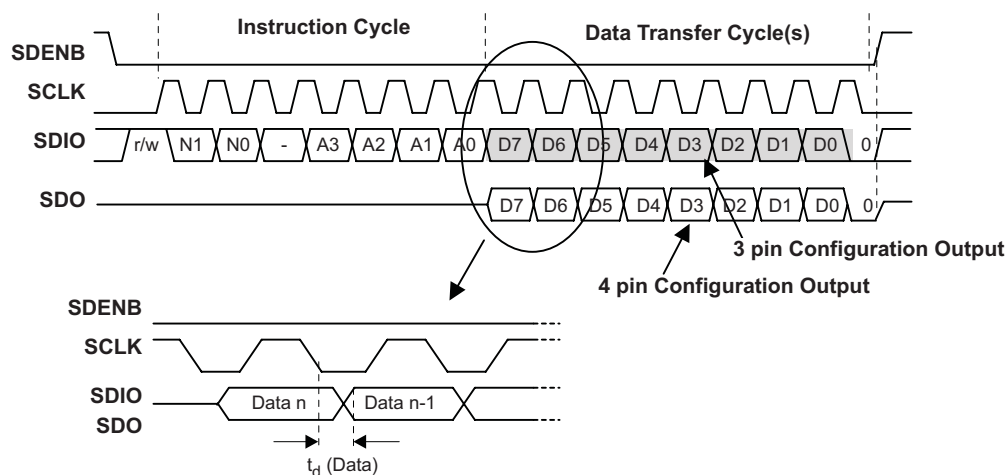 Instruction Cycle Data Transfer Cycle(s)
SDENB
SCLK
SDIO r/w N1 N0 - A3 A2 A1 A0 D7 D6 D5 D4 D3 D2 D1 D0 0
SDO D7 D6 D5 D4 D3 D2 D1 D0 0
3 pin Configuration Output
4 pin Configuration Output
SDENB
SCLK
SDIO Data n Data n-1
SDO
td (Data)